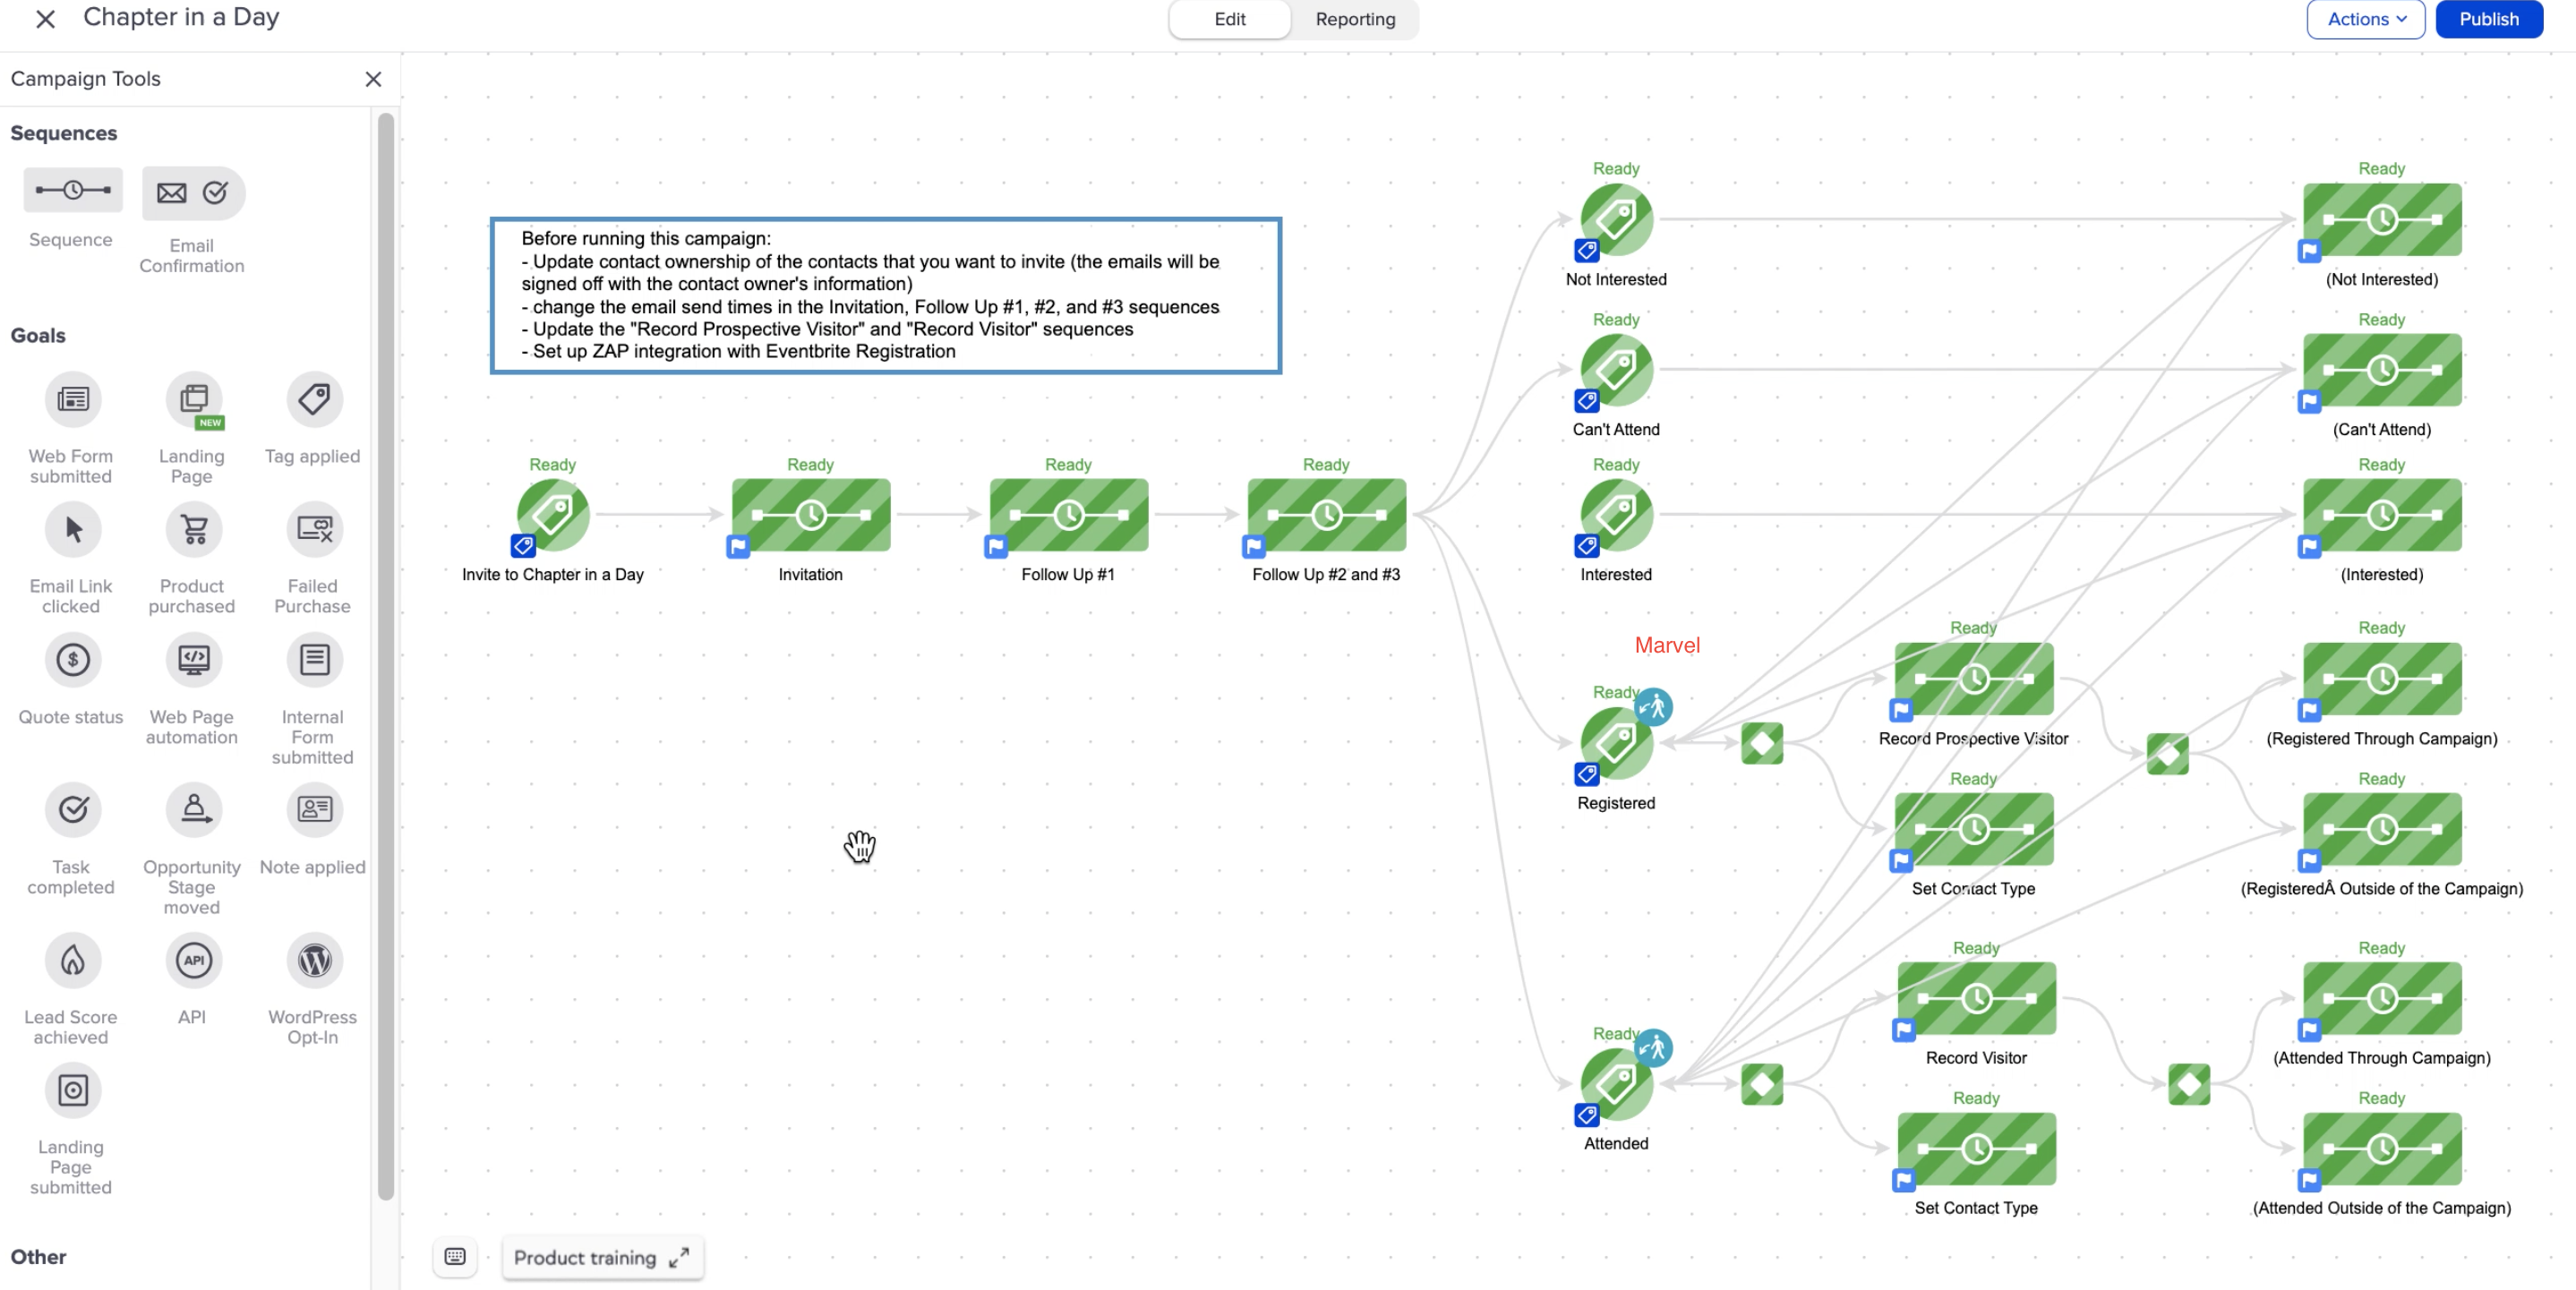 Chapter in a Day
Edit
Reporting
Actions
Publish
Campaign Tools
Sequences
Sequence
Email
Confirmation
Goals
Web Form
submitted
Landing
Page
NEW
Tag applied
Email Link
clicked
Product
purchased
Failed
Purchase
$
Quote status
Web Page
automation
Internal
Form
submitted
Task
completed
Opportunity
Stage
moved
Note applied
Lead Score
achieved
API
API
WordPress
Opt-In
Landing
Page
submitted
Other
Before running this campaign:
- Update contact ownership of the contacts that you want to invite (the emails will be
signed off with the contact owner's information)
- change the email send times in the Invitation, Follow Up #1, #2, and #3 sequences
- Update the "Record Prospective Visitor" and "Record Visitor" sequences
- Set up ZAP integration with Eventbrite Registration
Ready
Invite to Chapter in a Day
Ready
Invitation
Ready
Follow Up #1
Ready
Follow Up #2 and #3
Ready
Not Interested
Ready
(Not Interested)
Ready
Can't Attend
Ready
(Can't Attend)
Ready
Interested
Ready
(Interested)
Marvel
Ready
Registered
Ready
Record Prospective Visitor
Ready
(Registered Through Campaign)
Ready
Set Contact Type
Ready
(RegisteredÂ Outside of the Campaign)
Ready
Attended
Ready
Record Visitor
Ready
(Attended Through Campaign)
Ready
Set Contact Type
Ready
(Attended Outside of the Campaign)
Product training